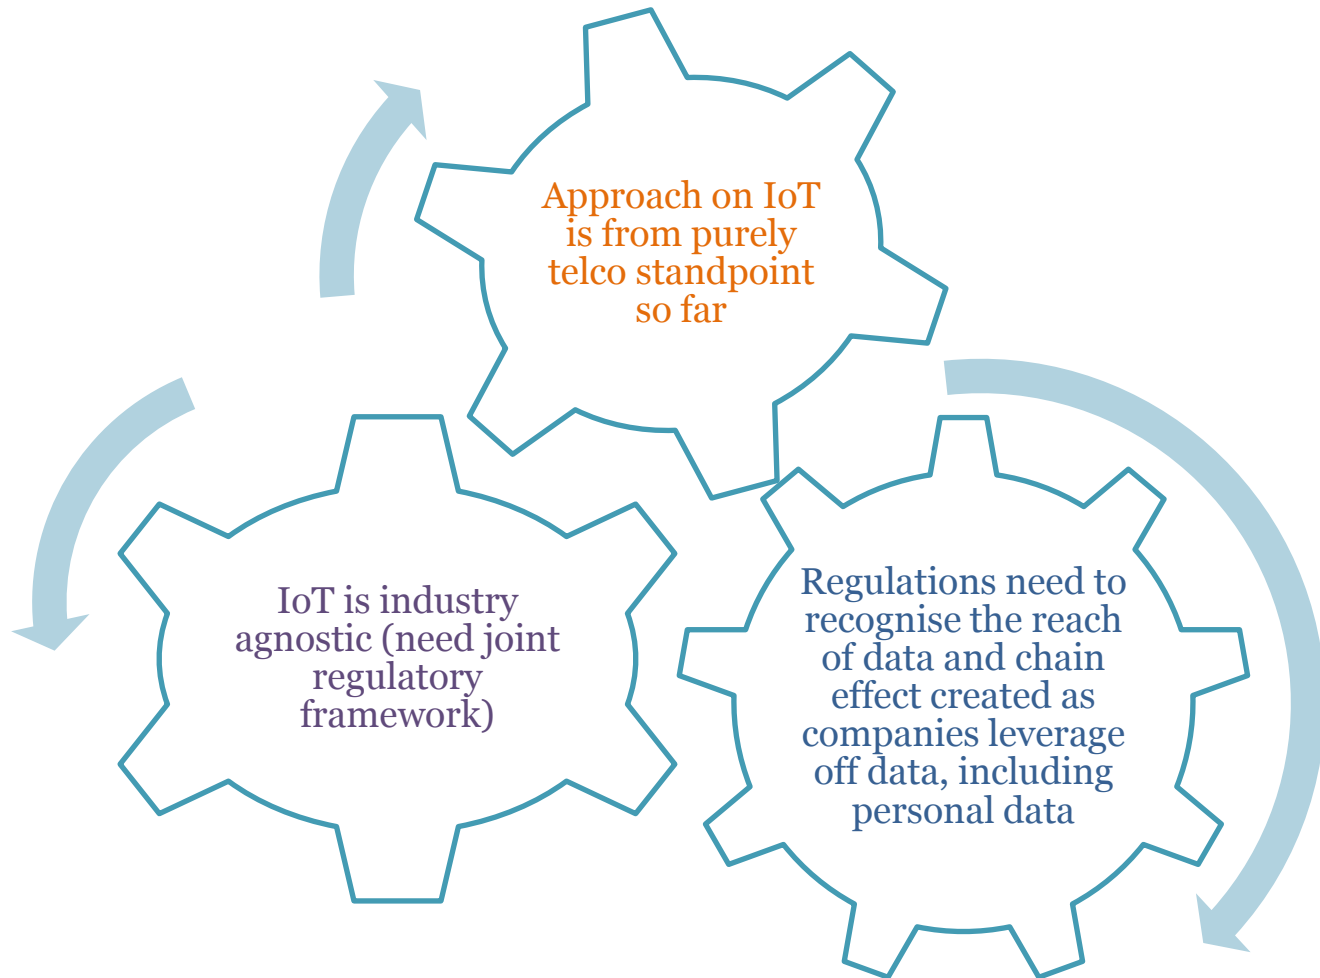 Approach on IoT
is from purely
telco standpoint
so far
IoT is industry
agnostic (need joint
regulatory
framework)
Regulations need to
recognise the reach
of data and chain
effect created as
companies leverage
off data, including
personal data